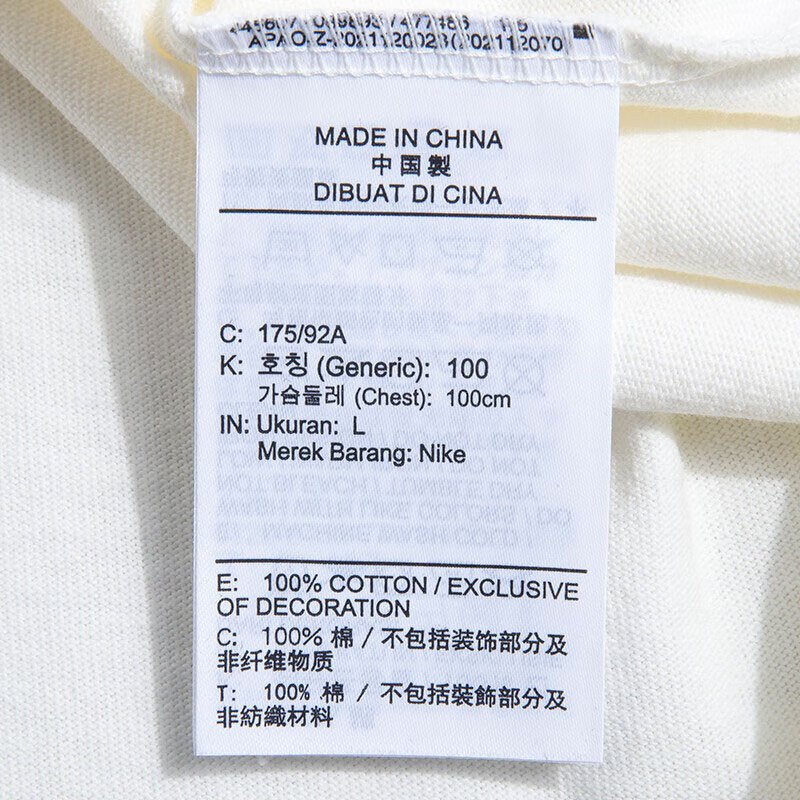 MADE IN CHINA
中国製
DIBUAT DI CINA
C: 175/92A
K: 호칭 (Generic): 100
가슴둘레 (Chest): 100cm
IN: Ukuran: L
Merek Barang: Nike
E: 100% COTTON / EXCLUSIVE
OF DECORATION
C: 100% 棉 / 不包括装饰部分及
非纤维物质
T: 100% 棉 / 不包括裝飾部分及
非紡織材料